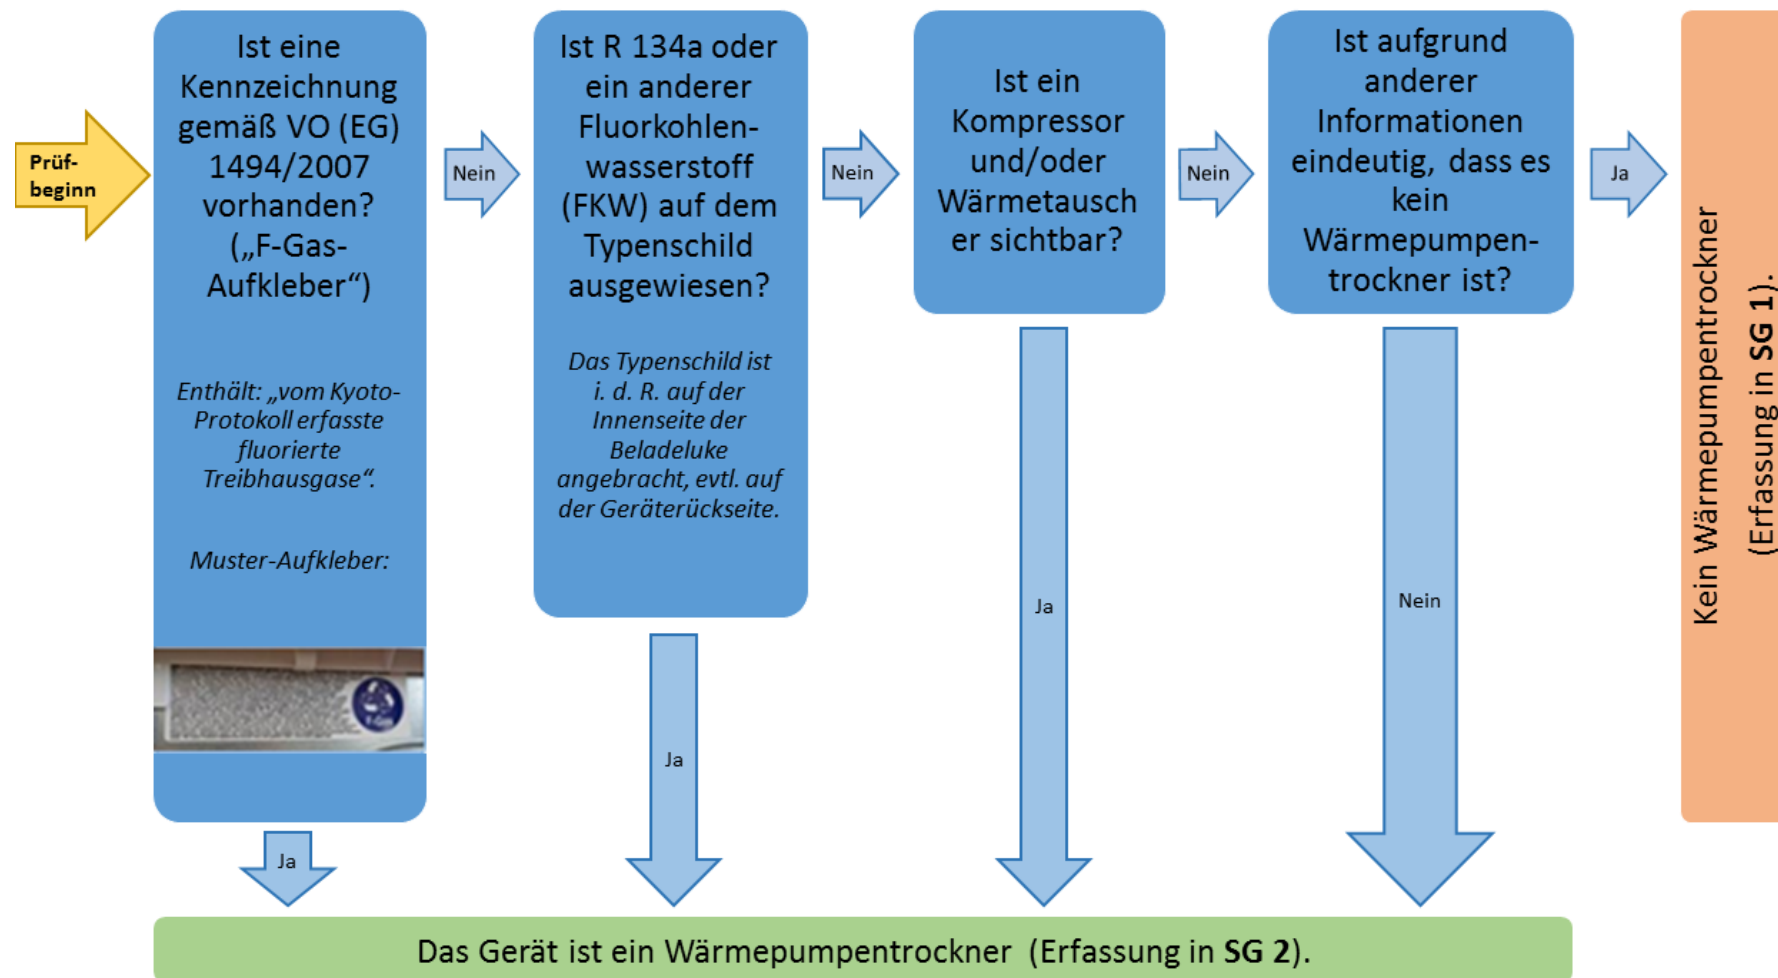 Prüf-
beginn
Ist eine
Kennzeichnung
gemäß VO (EG)
1494/2007
vorhanden?
(„F-Gas-
Aufkleber“)
Enthält: „vom Kyoto-
Protokoll erfasste
fluorierte
Treibhausgase“.
Muster-Aufkleber:
F-Gas
Ja
Nein
Ist R 134a oder
ein anderer
Fluorkohlen-
wasserstoff
(FKW) auf dem
Typenschild
ausgewiesen?
Das Typenschild ist
i. d. R. auf der
Innenseite der
Beladeluke
angebracht, evtl. auf
der Geräterückseite.
Ja
Nein
Ist ein
Kompressor
und/oder
Wärmetausch
er sichtbar?
Ja
Nein
Ist aufgrund
anderer
Informationen
eindeutig, dass es
kein
Wärmepumpen-
trockner ist?
Nein
Ja
Kein Wärmepumpentrockner
(Erfassung in SG 1).
Das Gerät ist ein Wärmepumpentrockner (Erfassung in SG 2).